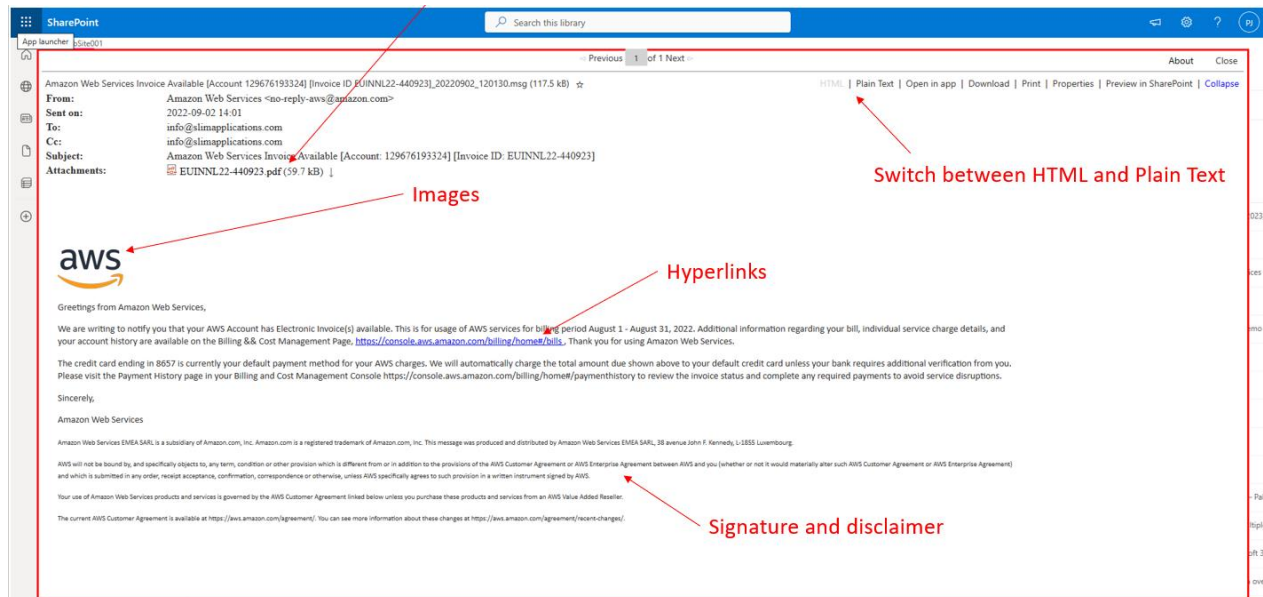 SharePoint
Search this library
PJ
App launcher
bSite001
Previous 1 of 1 Next
About Close
Amazon Web Services Invoice Available [Account 129676193324] [Invoice ID EUINNL22-440923]_20220902_120130.msg (117.5 kB) ☆
HTML | Plain Text | Open in app | Download | Print | Properties | Preview in SharePoint | Collapse
From: Amazon Web Services <no-reply-aws@amazon.com>
Sent on: 2022-09-02 14:01
To: info@slimapplications.com
Cc: info@slimapplications.com
Subject: Amazon Web Services Invoice Available [Account: 129676193324] [Invoice ID: EUINNL22-440923]
Attachments: EUINNL22-440923.pdf (59.7 kB) ↓
Switch between HTML and Plain Text
Images
023
aws
Hyperlinks
ces
Greetings from Amazon Web Services,
We are writing to notify you that your AWS Account has Electronic Invoice(s) available. This is for usage of AWS services for billing period August 1 - August 31, 2022. Additional information regarding your bill, individual service charge details, and
your account history are available on the Billing && Cost Management Page, https://console.aws.amazon.com/billing/home#/bills , Thank you for using Amazon Web Services.
emo
The credit card ending in 8657 is currently your default payment method for your AWS charges. We will automatically charge the total amount due shown above to your default credit card unless your bank requires additional verification from you.
Please visit the Payment History page in your Billing and Cost Management Console https://console.aws.amazon.com/billing/home#/paymenthistory to review the invoice status and complete any required payments to avoid service disruptions.
Sincerely,
Amazon Web Services
Amazon Web Services EMEA SARL is a subsidiary of Amazon.com, Inc. Amazon.com is a registered trademark of Amazon.com, Inc. This message was produced and distributed by Amazon Web Services EMEA SARL, 38 avenue John F. Kennedy, L-1855 Luxembourg.
AWS will not be bound by, and specifically objects to, any term, condition or other provision which is different from or in addition to the provisions of the AWS Customer Agreement or AWS Enterprise Agreement between AWS and you (whether or not it would materially alter such AWS Customer Agreement or AWS Enterprise Agreement)
and which is submitted in any order, receipt acceptance, confirmation, correspondence or otherwise, unless AWS specifically agrees to such provision in a written instrument signed by AWS.
Your use of Amazon Web Services products and services is governed by the AWS Customer Agreement linked below unless you purchase these products and services from an AWS Value Added Reseller.
- Pa
The current AWS Customer Agreement is available at https://aws.amazon.com/agreement/. You can see more information about these changes at https://aws.amazon.com/agreement/recent-changes/.
Signature and disclaimer
ltipl
oft 3
ove